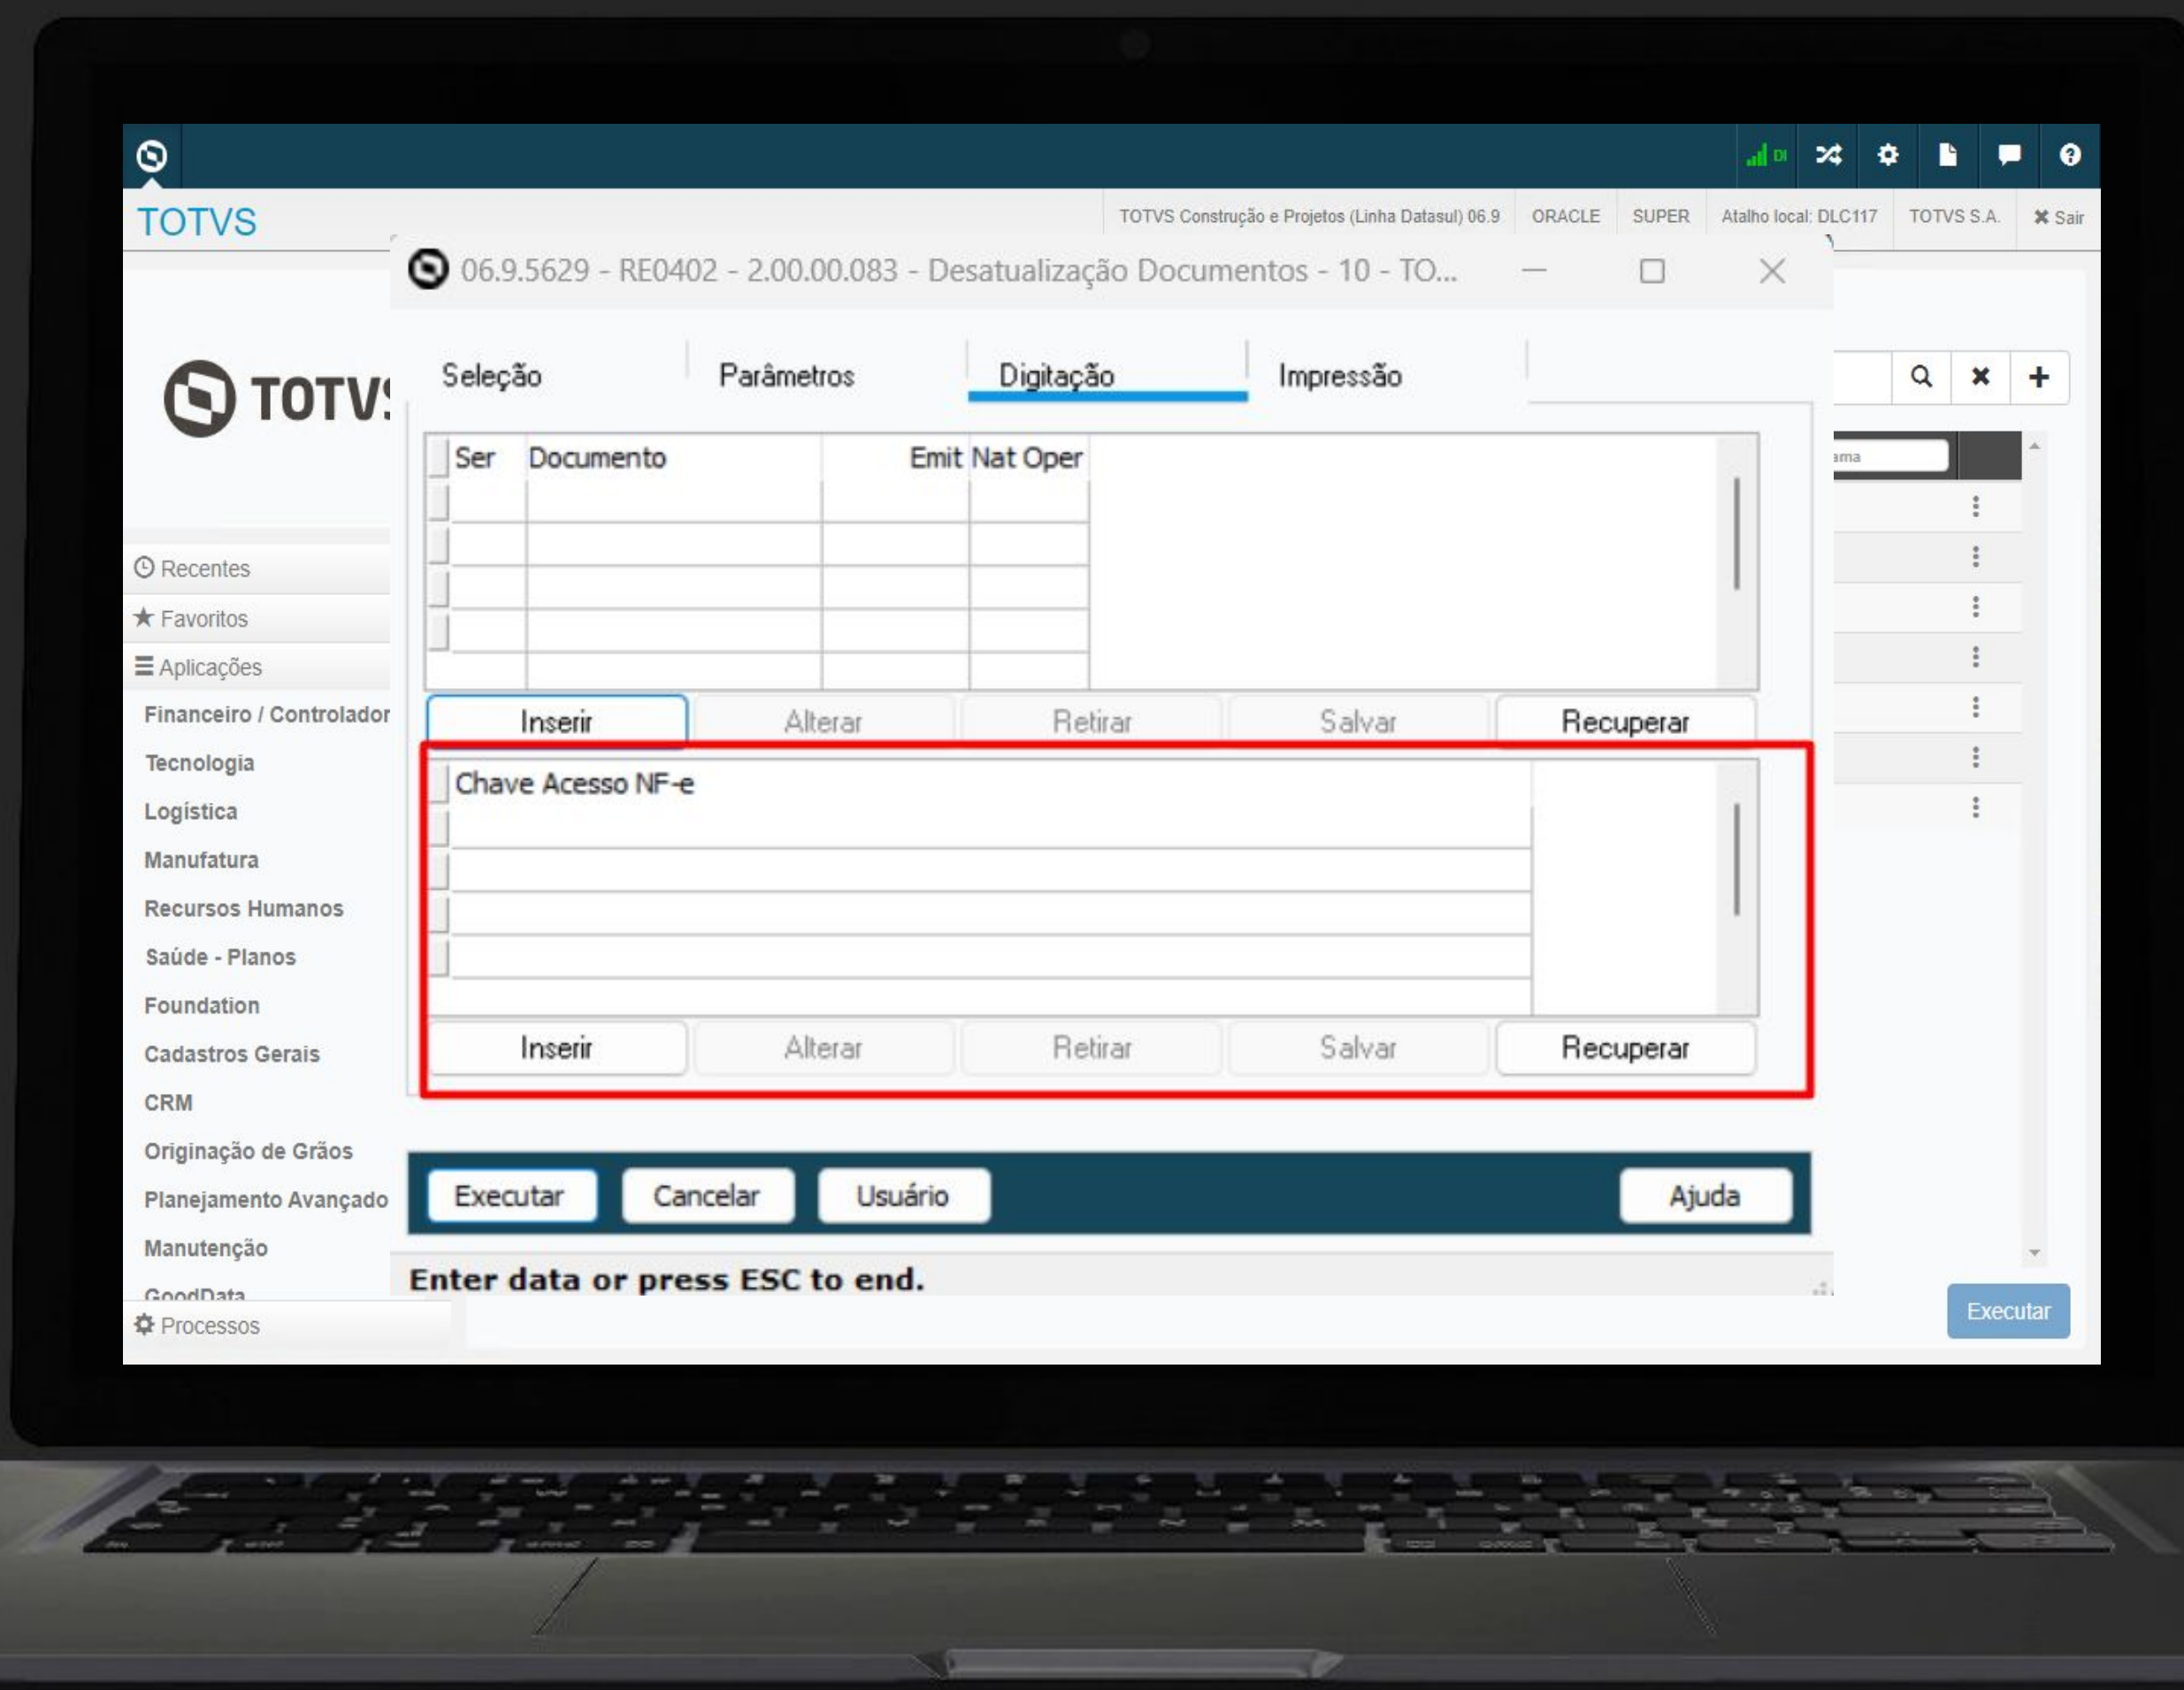 DI
TOTVS
TOTVS Construção e Projetos (Linha Datasul) 06.9 ORACLE SUPER Atalho local: DLC117 TOTVS S.A. Sair
06.9.5629 - RE0402 - 2.00.00.083 - Desatualização Documentos - 10 - TO...
TOTVS
Seleção Parâmetros Digitação Impressão
Ser Documento Emit Nat Oper
Recentes
Favoritos
Aplicações
Financeiro / Controlador
Tecnologia
Logística
Manufatura
Recursos Humanos
Saúde - Planos
Foundation
Cadastros Gerais
CRM
Originação de Grãos
Planejamento Avançado
Manutenção
GoodData
Processos
Inserir Alterar Retirar Salvar Recuperar
Chave Acesso NF-e
Inserir Alterar Retirar Salvar Recuperar
Executar Cancelar Usuário Ajuda
Enter data or press ESC to end.
Executar